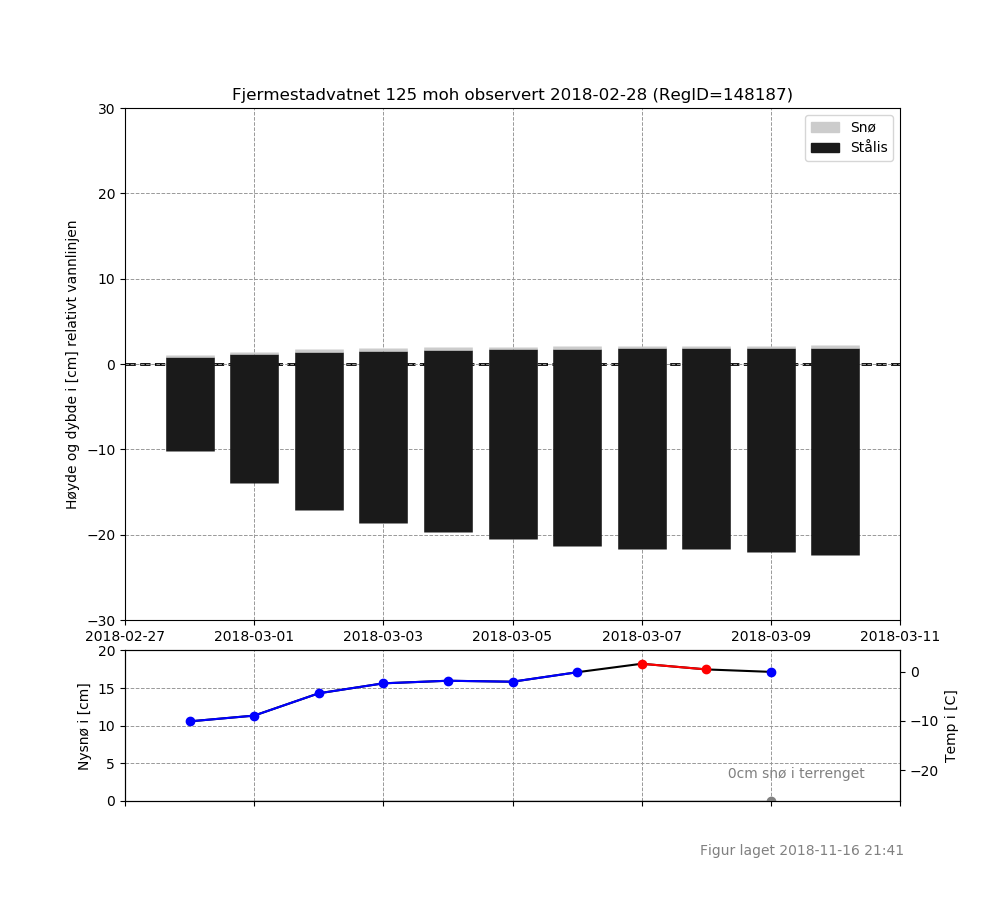 Fjermestadvatnet 125 moh observert 2018-02-28 (RegID=148187)
Snø
Stålis
Høyde og dybde i [cm] relativt vannlinjen
30
20
10
0
−10
−20
−30
2018-02-27 2018-03-01 2018-03-03 2018-03-05 2018-03-07 2018-03-09 2018-03-11
Nysnø i [cm]
20
15
10
5
0
0
−10
−20
Temp i [C]
0cm snø i terrenget
Figur laget 2018-11-16 21:41